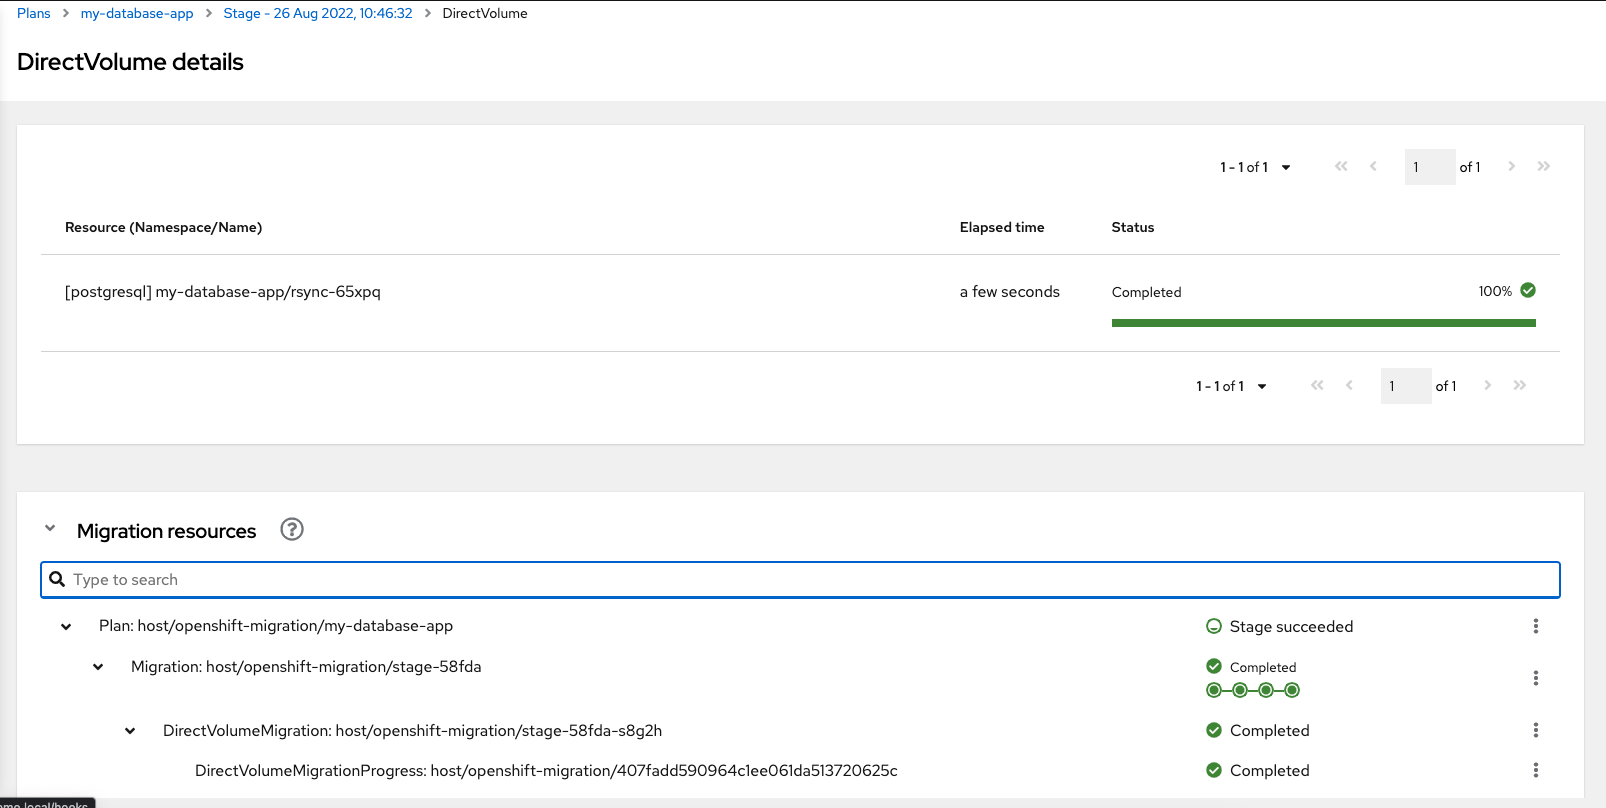 Plans > my-database-app > Stage - 26 Aug 2022, 10:46:32 > DirectVolume
DirectVolume details
1 - 1 of 1 1 of 1
Resource (Namespace/Name) Elapsed time Status
[postgresql] my-database-app/rsync-65xpq a few seconds Completed 100%
1 - 1 of 1 1 of 1
Migration resources ?
Type to search
Plan: host/openshift-migration/my-database-app Stage succeeded
Migration: host/openshift-migration/stage-58fda Completed
DirectVolumeMigration: host/openshift-migration/stage-58fda-s8g2h Completed
DirectVolumeMigrationProgress: host/openshift-migration/407fadd590964c1ee061da513720625c Completed